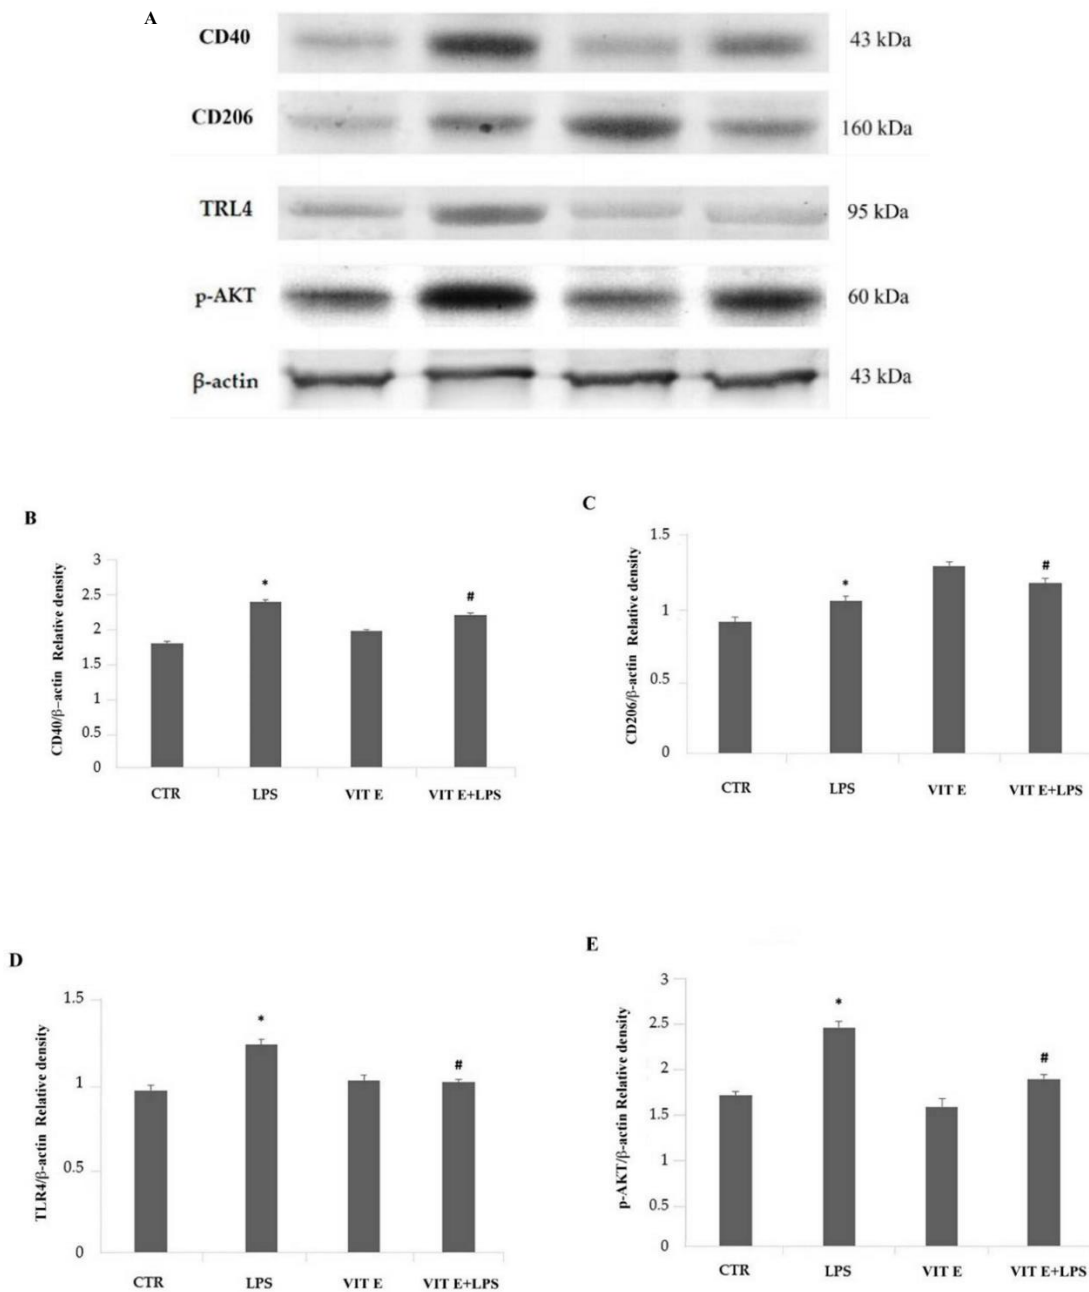 A
CD40 43 kDa
CD206 160 kDa
TRL4 95 kDa
p-AKT 60 kDa
β-actin 43 kDa
B
CD40/β-actin Relative density
3
2.5
2
1.5
1
0.5
0
*
#
CTR LPS VIT E VIT E+LPS
C
CD206/β-actin Relative density
1.5
1
0.5
0
*
#
CTR LPS VIT E VIT E+LPS
D
TLR4/β-actin Relative density
1.5
1
0.5
0
*
#
CTR LPS VIT E VIT E+LPS
E
p-AKT/β-actin Relative density
3
2.5
2
1.5
1
0.5
0
*
#
CTR LPS VIT E VIT E+LPS